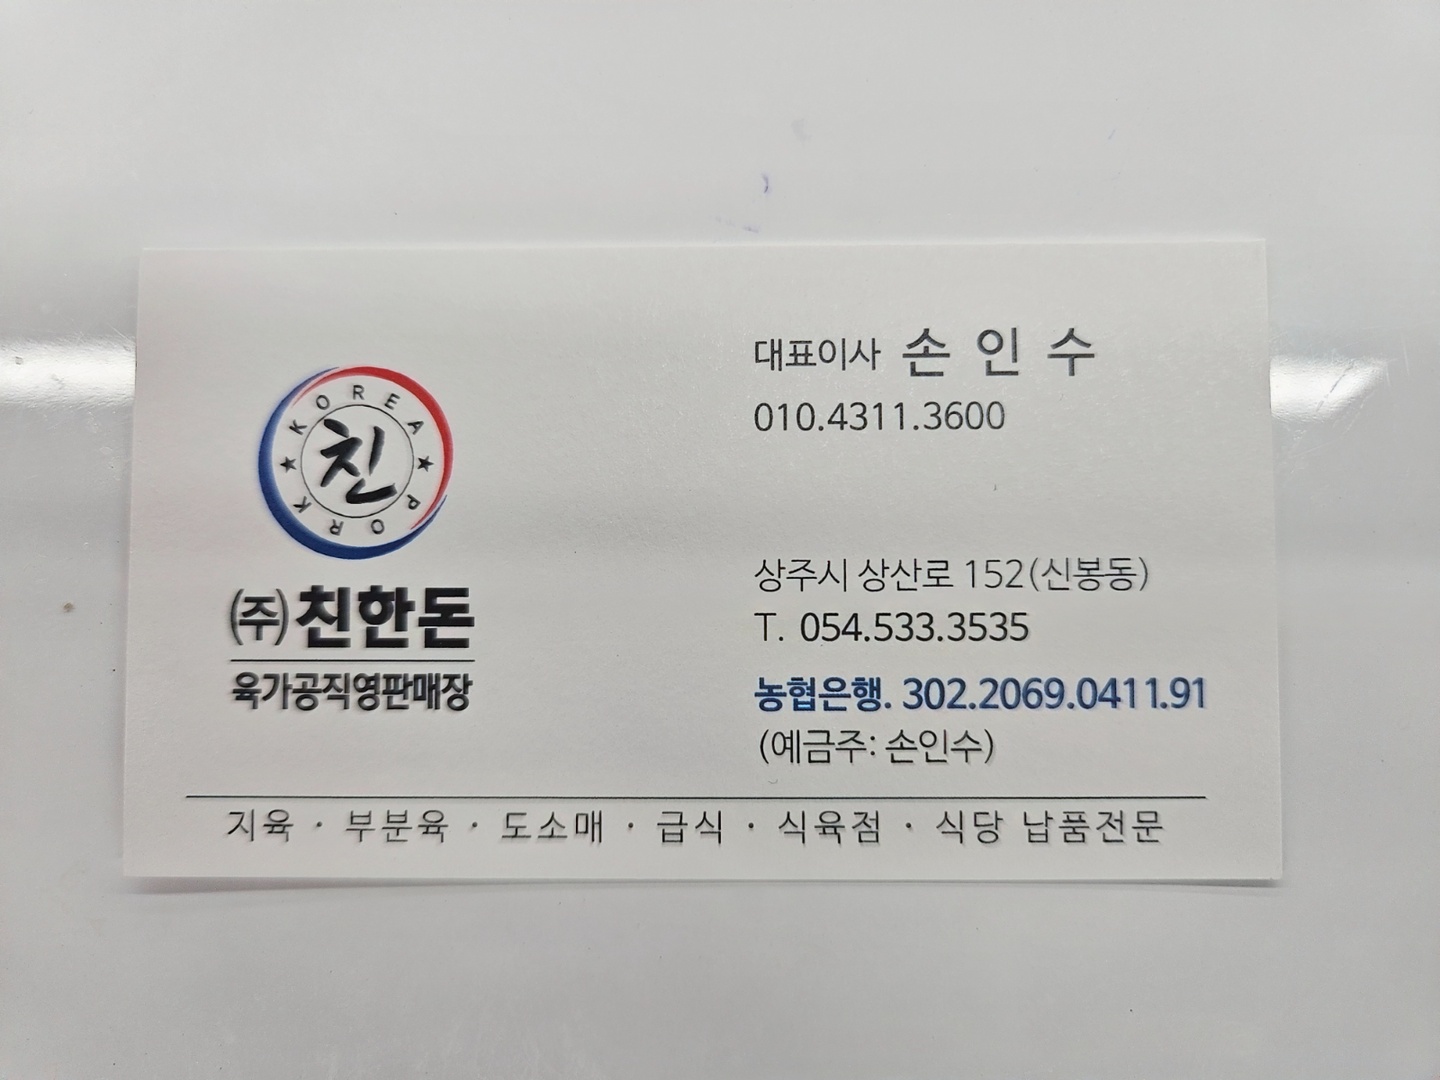 KOREA
★ 친 ★
PORK
(주)친한돈
육가공직영판매장
대표이사 손 인 수
010.4311.3600
상주시 상산로 152(신봉동)
T. 054.533.3535
농협은행. 302.2069.0411.91
(예금주: 손인수)
지육 · 부분육 · 도소매 · 급식 · 식육점 · 식당 납품전문